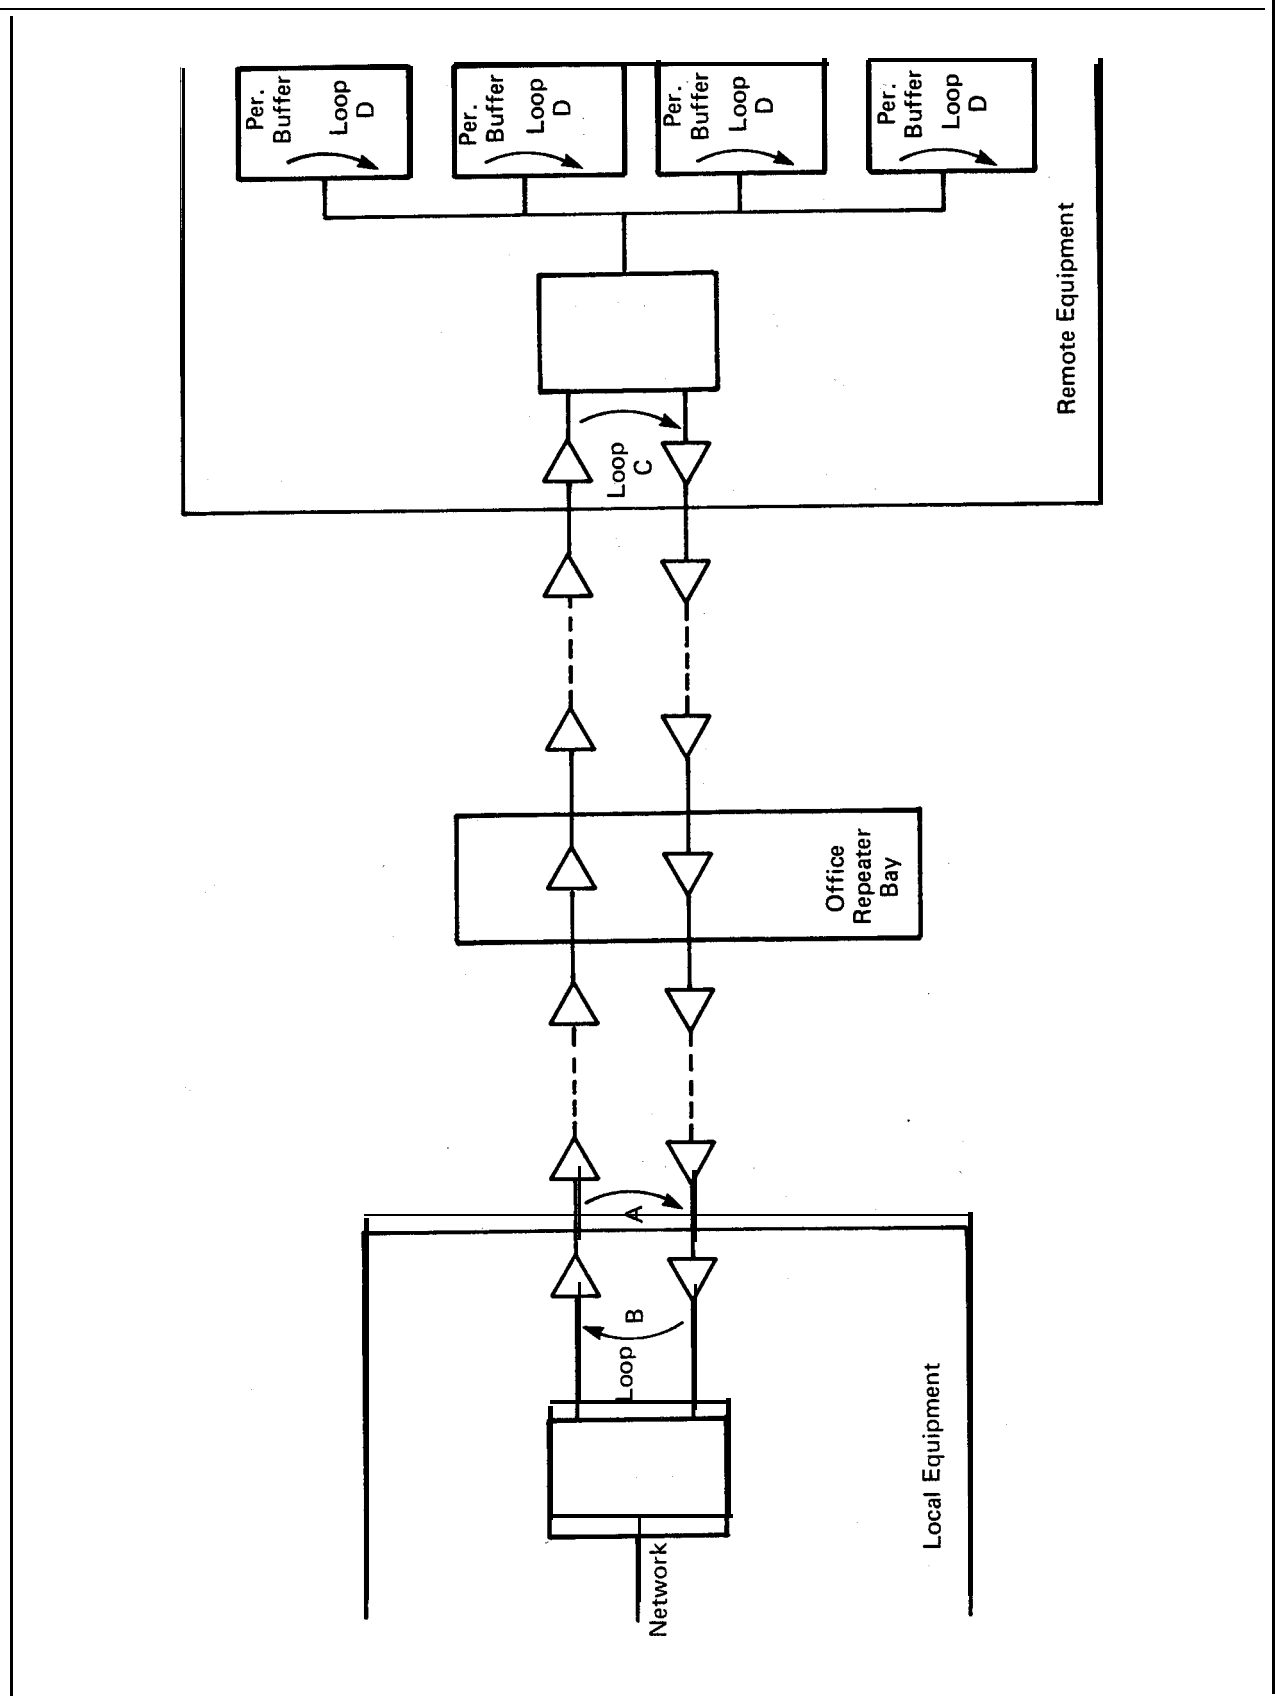 Per.
Buffer
Loop
D
Per.
Buffer
Loop
D
Per.
Buffer
Loop
D
Per.
Buffer
Loop
D
Remote Equipment
Loop
C
Office
Repeater
Bay
A
B
Loop
Local Equipment
Network